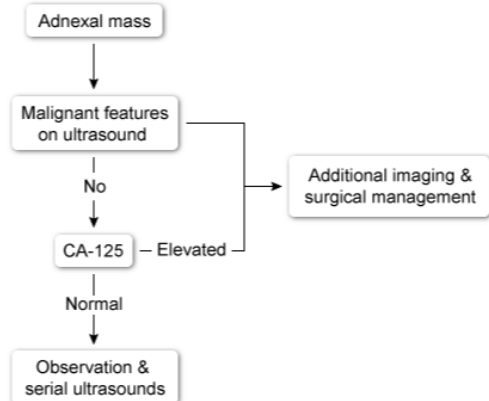 Adnexal mass
Malignant features
on ultrasound
No
Additional imaging &
surgical management
CA-125
Elevated
Normal
Observation &
serial ultrasounds